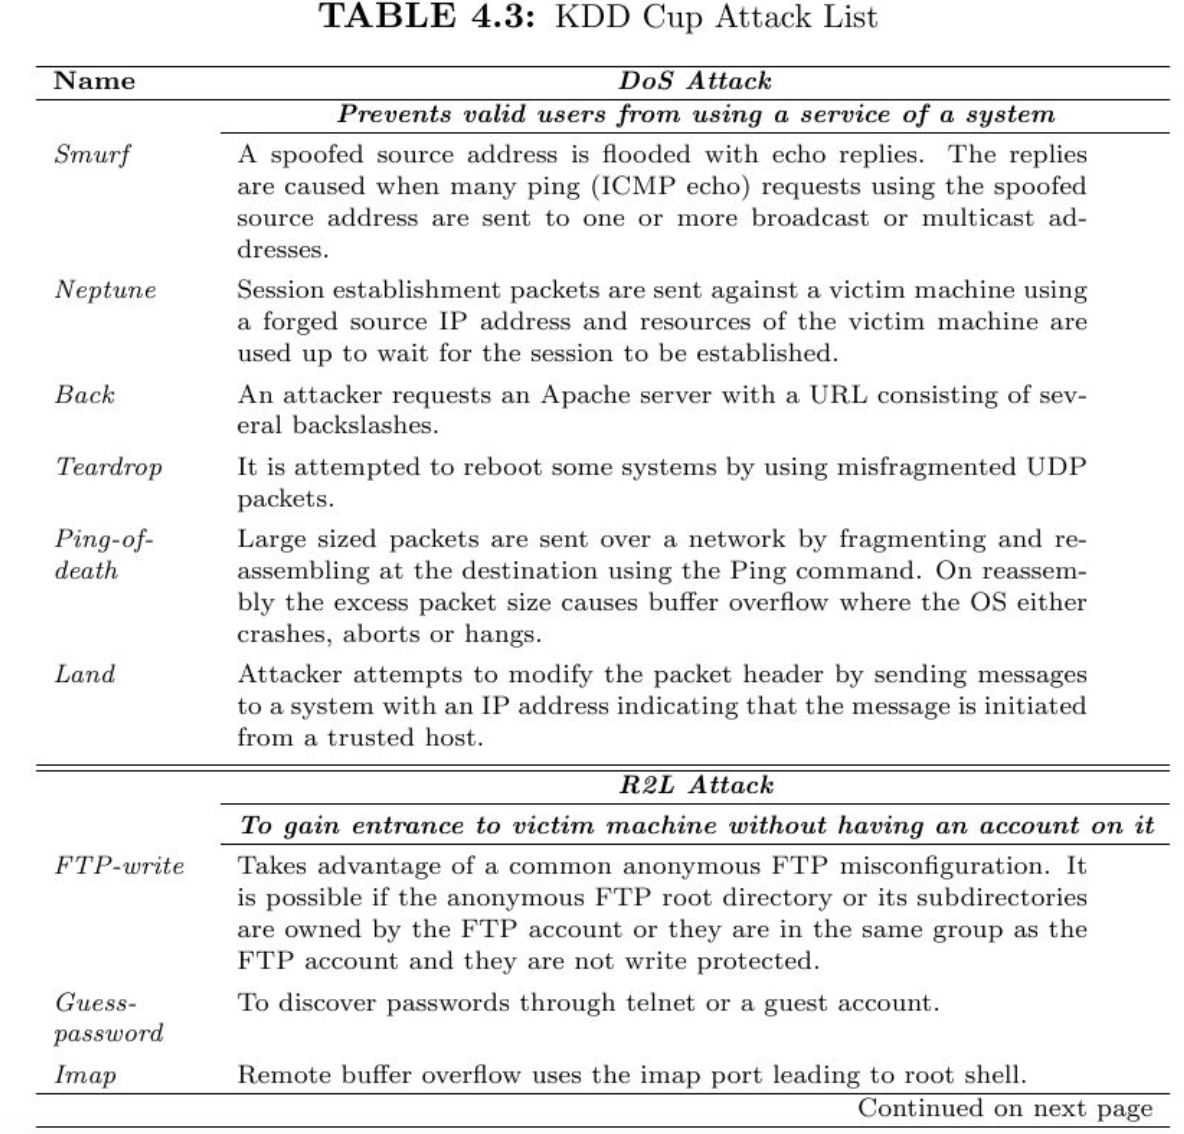 TABLE 4.3: KDD Cup Attack List
Name DoS Attack
Prevents valid users from using a service of a system
Smurf A spoofed source address is flooded with echo replies. The replies
are caused when many ping (ICMP echo) requests using the spoofed
source address are sent to one or more broadcast or multicast ad-
dresses.
Neptune Session establishment packets are sent against a victim machine using
a forged source IP address and resources of the victim machine are
used up to wait for the session to be established.
Back An attacker requests an Apache server with a URL consisting of sev-
eral backslashes.
Teardrop It is attempted to reboot some systems by using misfragmented UDP
packets.
Ping-of- Large sized packets are sent over a network by fragmenting and re-
death assembling at the destination using the Ping command. On reassem-
bly the excess packet size causes buffer overflow where the OS either
crashes, aborts or hangs.
Land Attacker attempts to modify the packet header by sending messages
to a system with an IP address indicating that the message is initiated
from a trusted host.
R2L Attack
To gain entrance to victim machine without having an account on it
FTP-write Takes advantage of a common anonymous FTP misconfiguration. It
is possible if the anonymous FTP root directory or its subdirectories
are owned by the FTP account or they are in the same group as the
FTP account and they are not write protected.
Guess- To discover passwords through telnet or a guest account.
password
Imap Remote buffer overflow uses the imap port leading to root shell.
Continued on next page